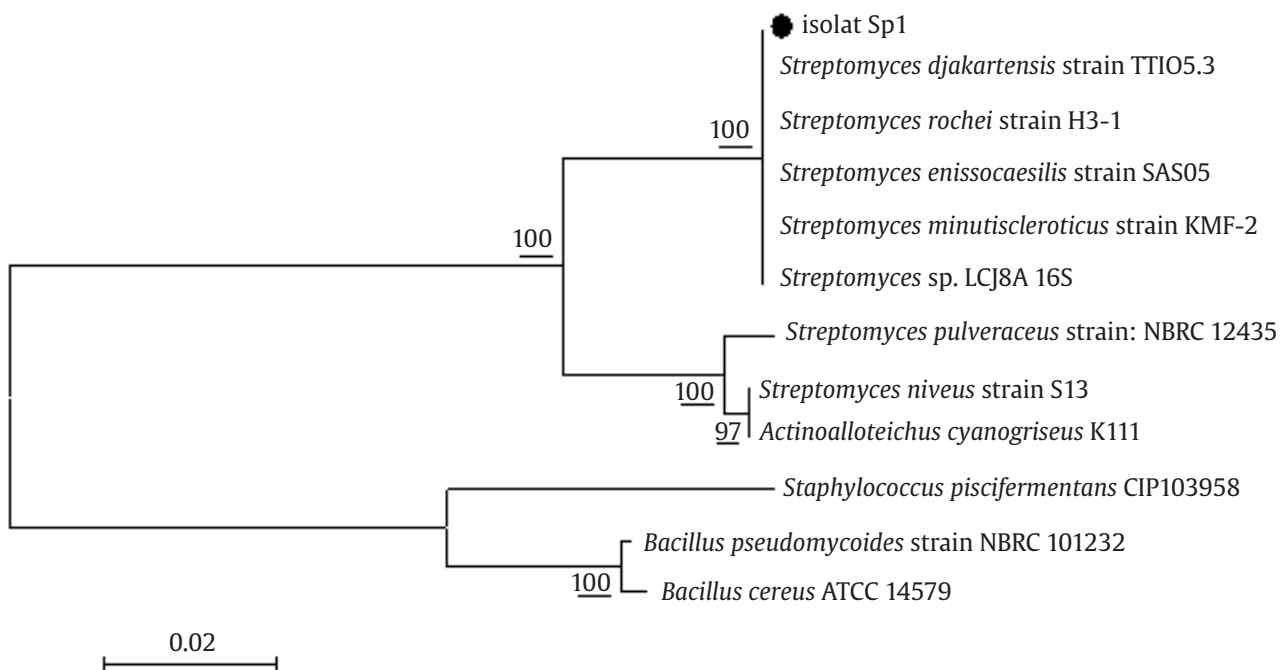 isolat Sp1
Streptomyces djakartensis strain TTIO5.3
Streptomyces rochei strain H3-1
100
Streptomyces enissocaesilis strain SAS05
Streptomyces minutiscleroticus strain KMF-2
100
Streptomyces sp. LCJ8A 16S
Streptomyces pulveraceus strain: NBRC 12435
Streptomyces niveus strain S13
100
Actinoalloteichus cyanogriseus K111
97
Staphylococcus piscifermentans CIP103958
Bacillus pseudomycoides strain NBRC 101232
Bacillus cereus ATCC 14579
100
0.02